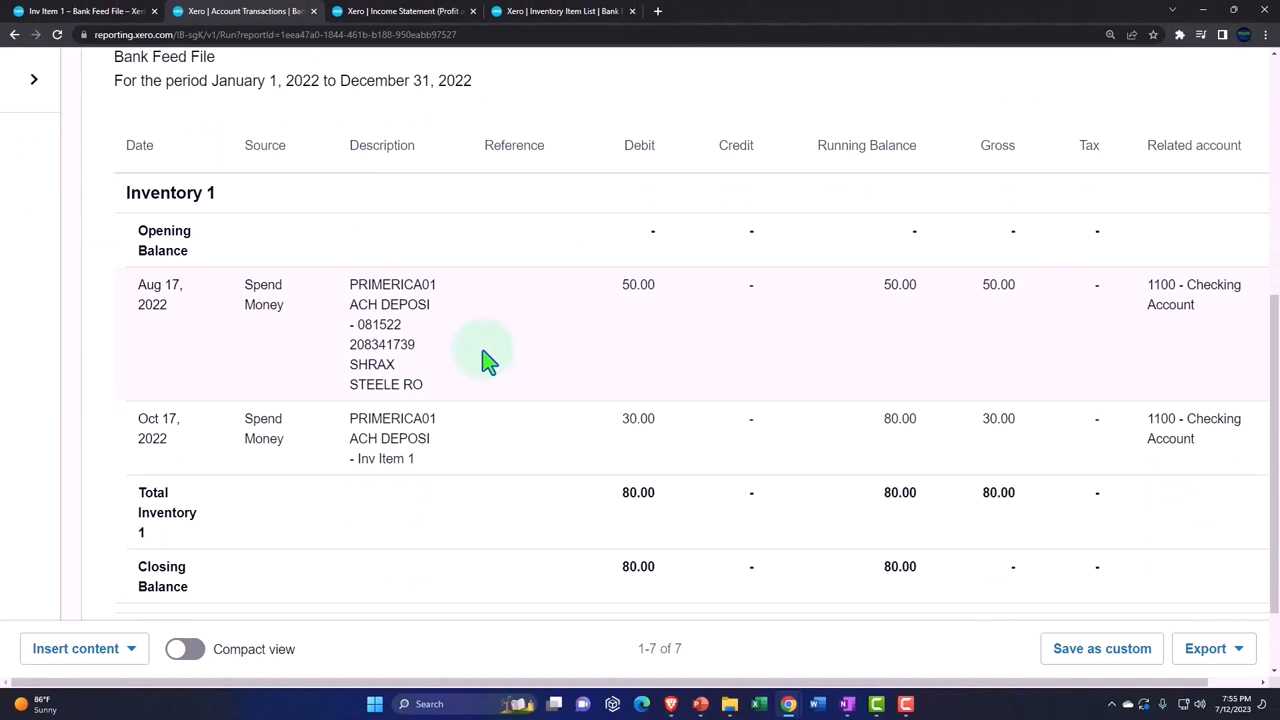 Inv Item 1 – Bank Feed File – Xero
Xero | Account Transactions | Ban
Xero | Income Statement (Profit a
Xero | Inventory Item List | Bank F
reporting.xero.com/!B-sgK/v1/Run?reportId=1eea47a0-1844-461b-b188-950eabb97527
Bank Feed File
For the period January 1, 2022 to December 31, 2022
Date Source Description Reference Debit Credit Running Balance Gross Tax Related account
Inventory 1
Opening - - - - -
Balance
Aug 17, Spend PRIMERICA01 50.00 - 50.00 50.00 - 1100 - Checking
2022 Money ACH DEPOSI Account
- 081522
208341739
SHRAX
STEELE RO
Oct 17, Spend PRIMERICA01 30.00 - 80.00 30.00 - 1100 - Checking
2022 Money ACH DEPOSI Account
- Inv Item 1
Total 80.00 - 80.00 80.00 -
Inventory
1
Closing 80.00 - 80.00 - -
Balance
Insert content Compact view 1-7 of 7 Save as custom Export
86°F
Sunny
Search
7:55 PM
7/12/2023